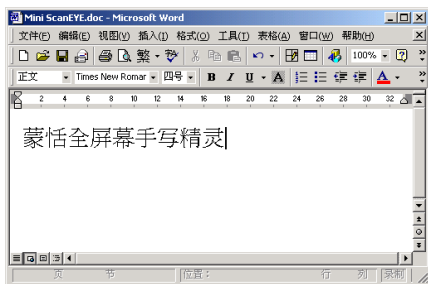 Mini ScanEYE.doc - Microsoft Word
文件(F) 编辑(E) 视图(V) 插入(I) 格式(O) 工具(T) 表格(A) 窗口(W) 帮助(H)
100%
正文 Times New Romar 四号 B I U A A
2 4 6 8 10 12 14 16 18 20 22 24 26 28 30 32
蒙恬全屏幕手写精灵
页 节 位置: 行 列 录制